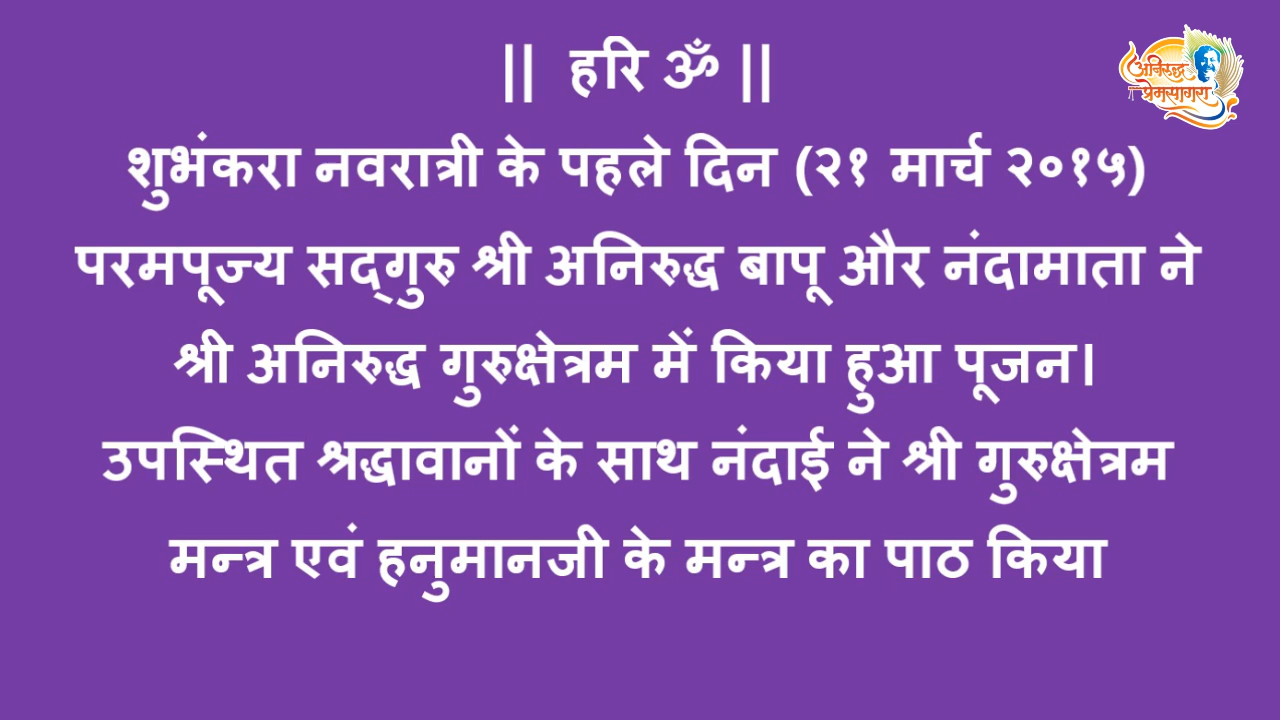 || हरि ॐ ||
शुभंकरा नवरात्री के पहले दिन (२१ मार्च २०१५)
परमपूज्य सद्‌गुरु श्री अनिरुद्ध बापू और नंदामाता ने
श्री अनिरुद्ध गुरुक्षेत्रम में किया हुआ पूजन।
उपस्थित श्रद्धावानों के साथ नंदाई ने श्री गुरुक्षेत्रम
मन्त्र एवं हनुमानजी के मन्त्र का पाठ किया
अनिरुद्ध
प्रेमसागरा